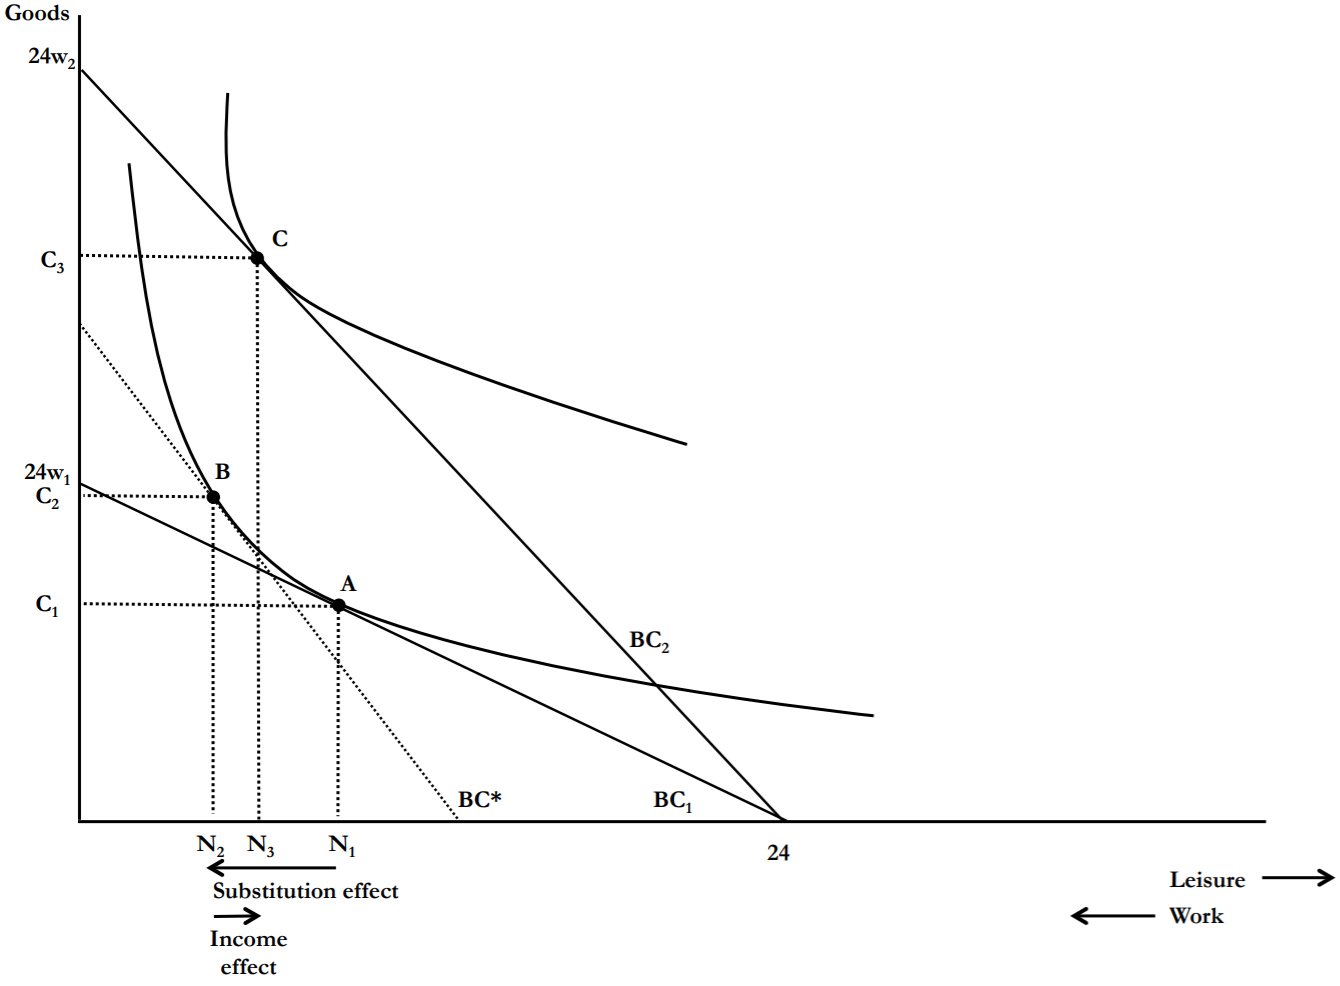 Goods
24w₂
C
C₃
B
24w₁
C₂
A
C₁
BC₂
BC*
BC₁
N₂ N₃ N₁
24
Substitution effect
Leisure
Work
Income
effect